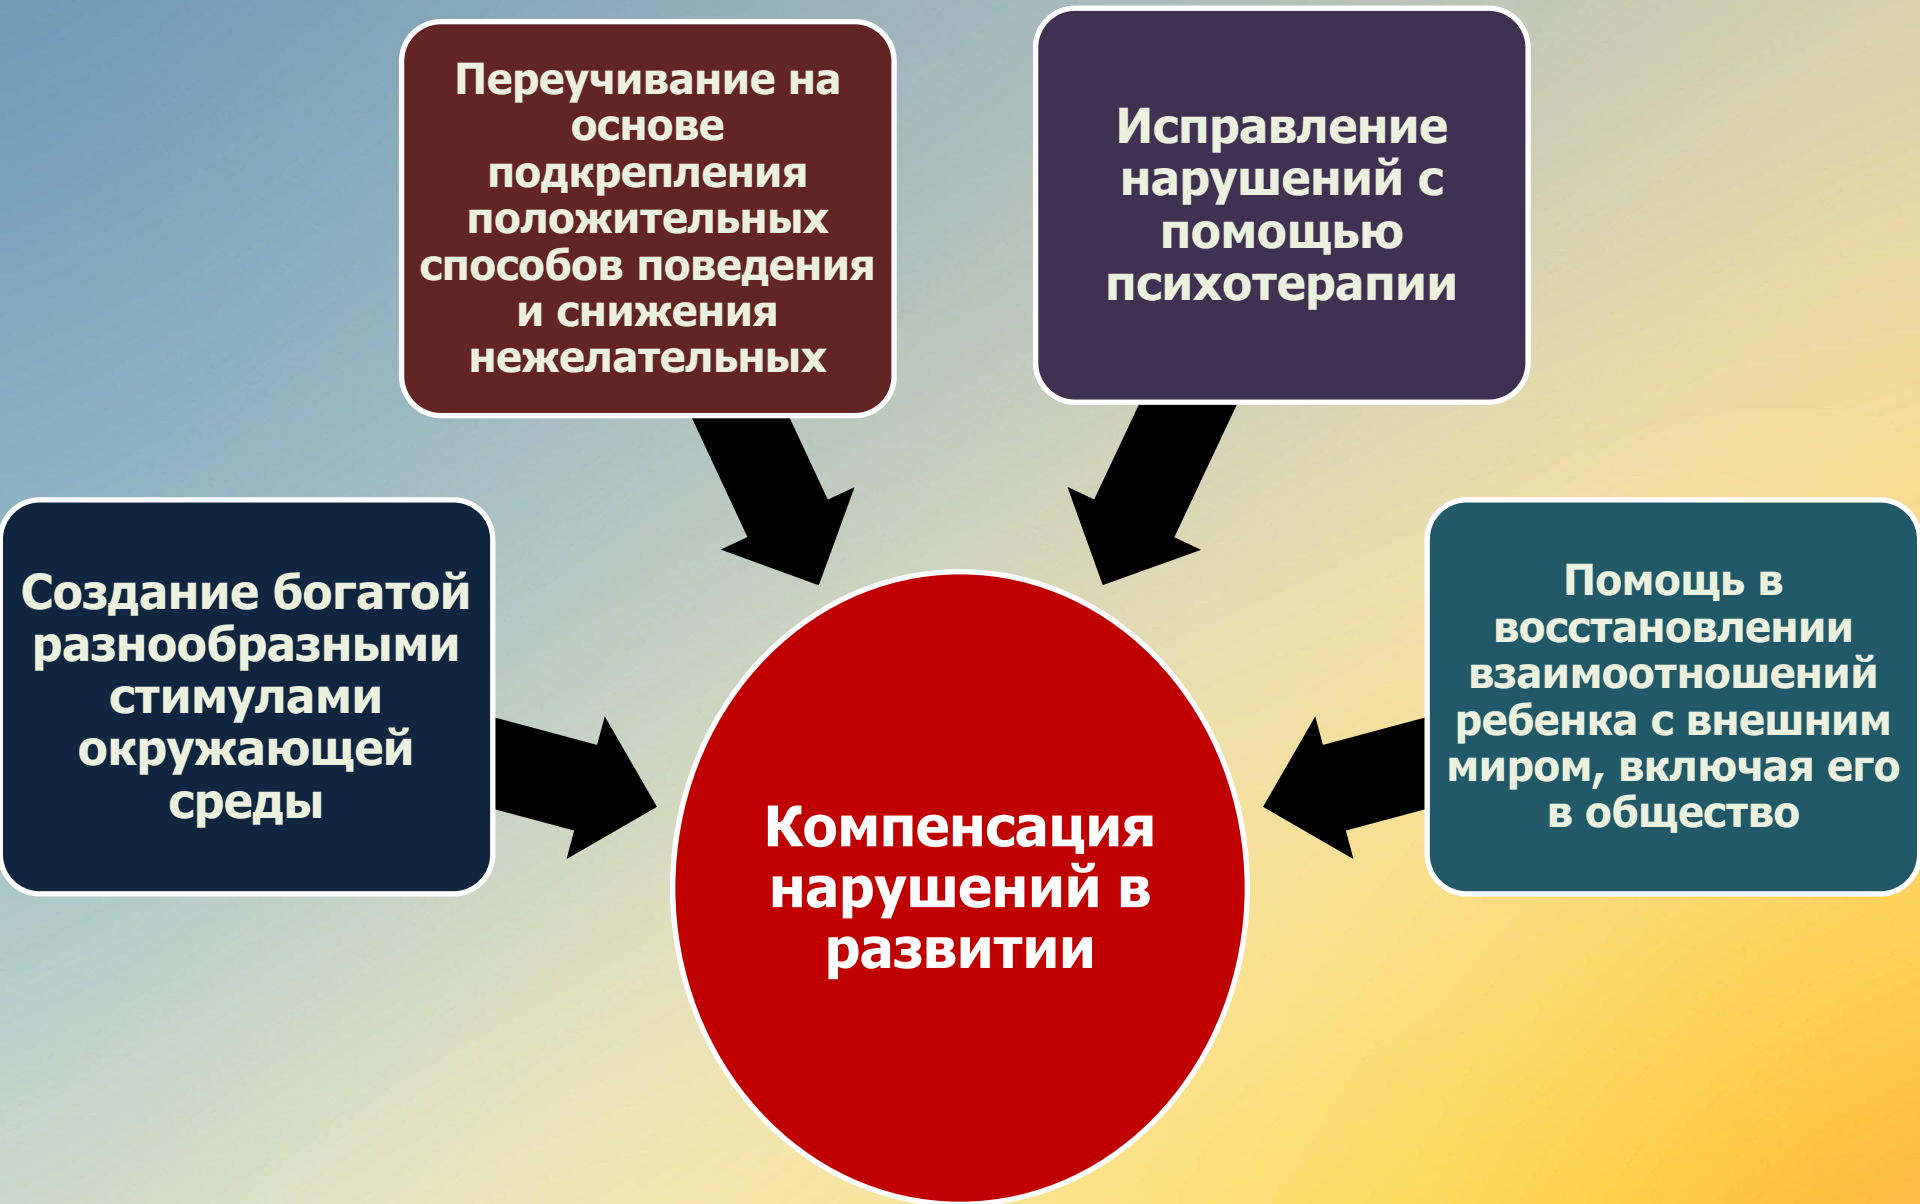 Переучивание на
основе
подкрепления
положительных
способов поведения
и снижения
нежелательных
Исправление
нарушений с
помощью
психотерапии
Создание богатой
разнообразными
стимулами
окружающей
среды
Помощь в
восстановлении
взаимоотношений
ребенка с внешним
миром, включая его
в общество
Компенсация
нарушений в
развитии